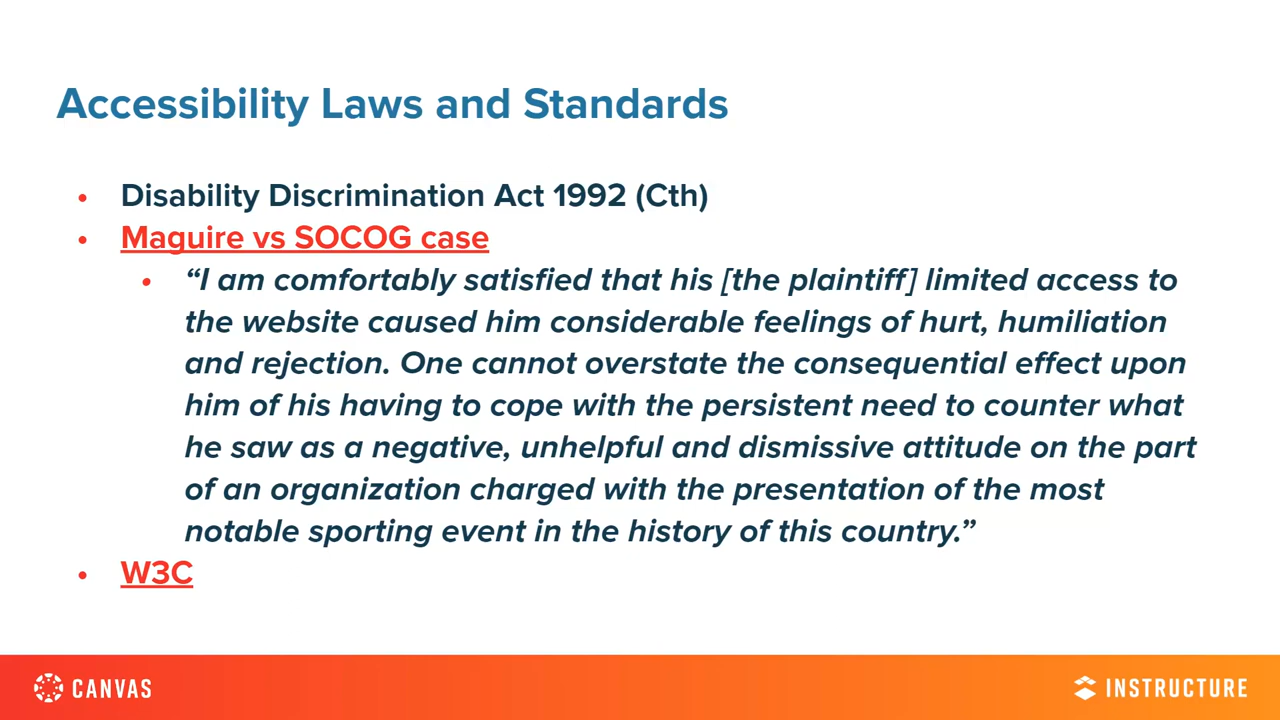 Accessibility Laws and Standards
• Disability Discrimination Act 1992 (Cth)
• Maguire vs SOCOG case
• “I am comfortably satisfied that his [the plaintiff] limited access to
the website caused him considerable feelings of hurt, humiliation
and rejection. One cannot overstate the consequential effect upon
him of his having to cope with the persistent need to counter what
he saw as a negative, unhelpful and dismissive attitude on the part
of an organization charged with the presentation of the most
notable sporting event in the history of this country.”
• W3C
CANVAS
INSTRUCTURE